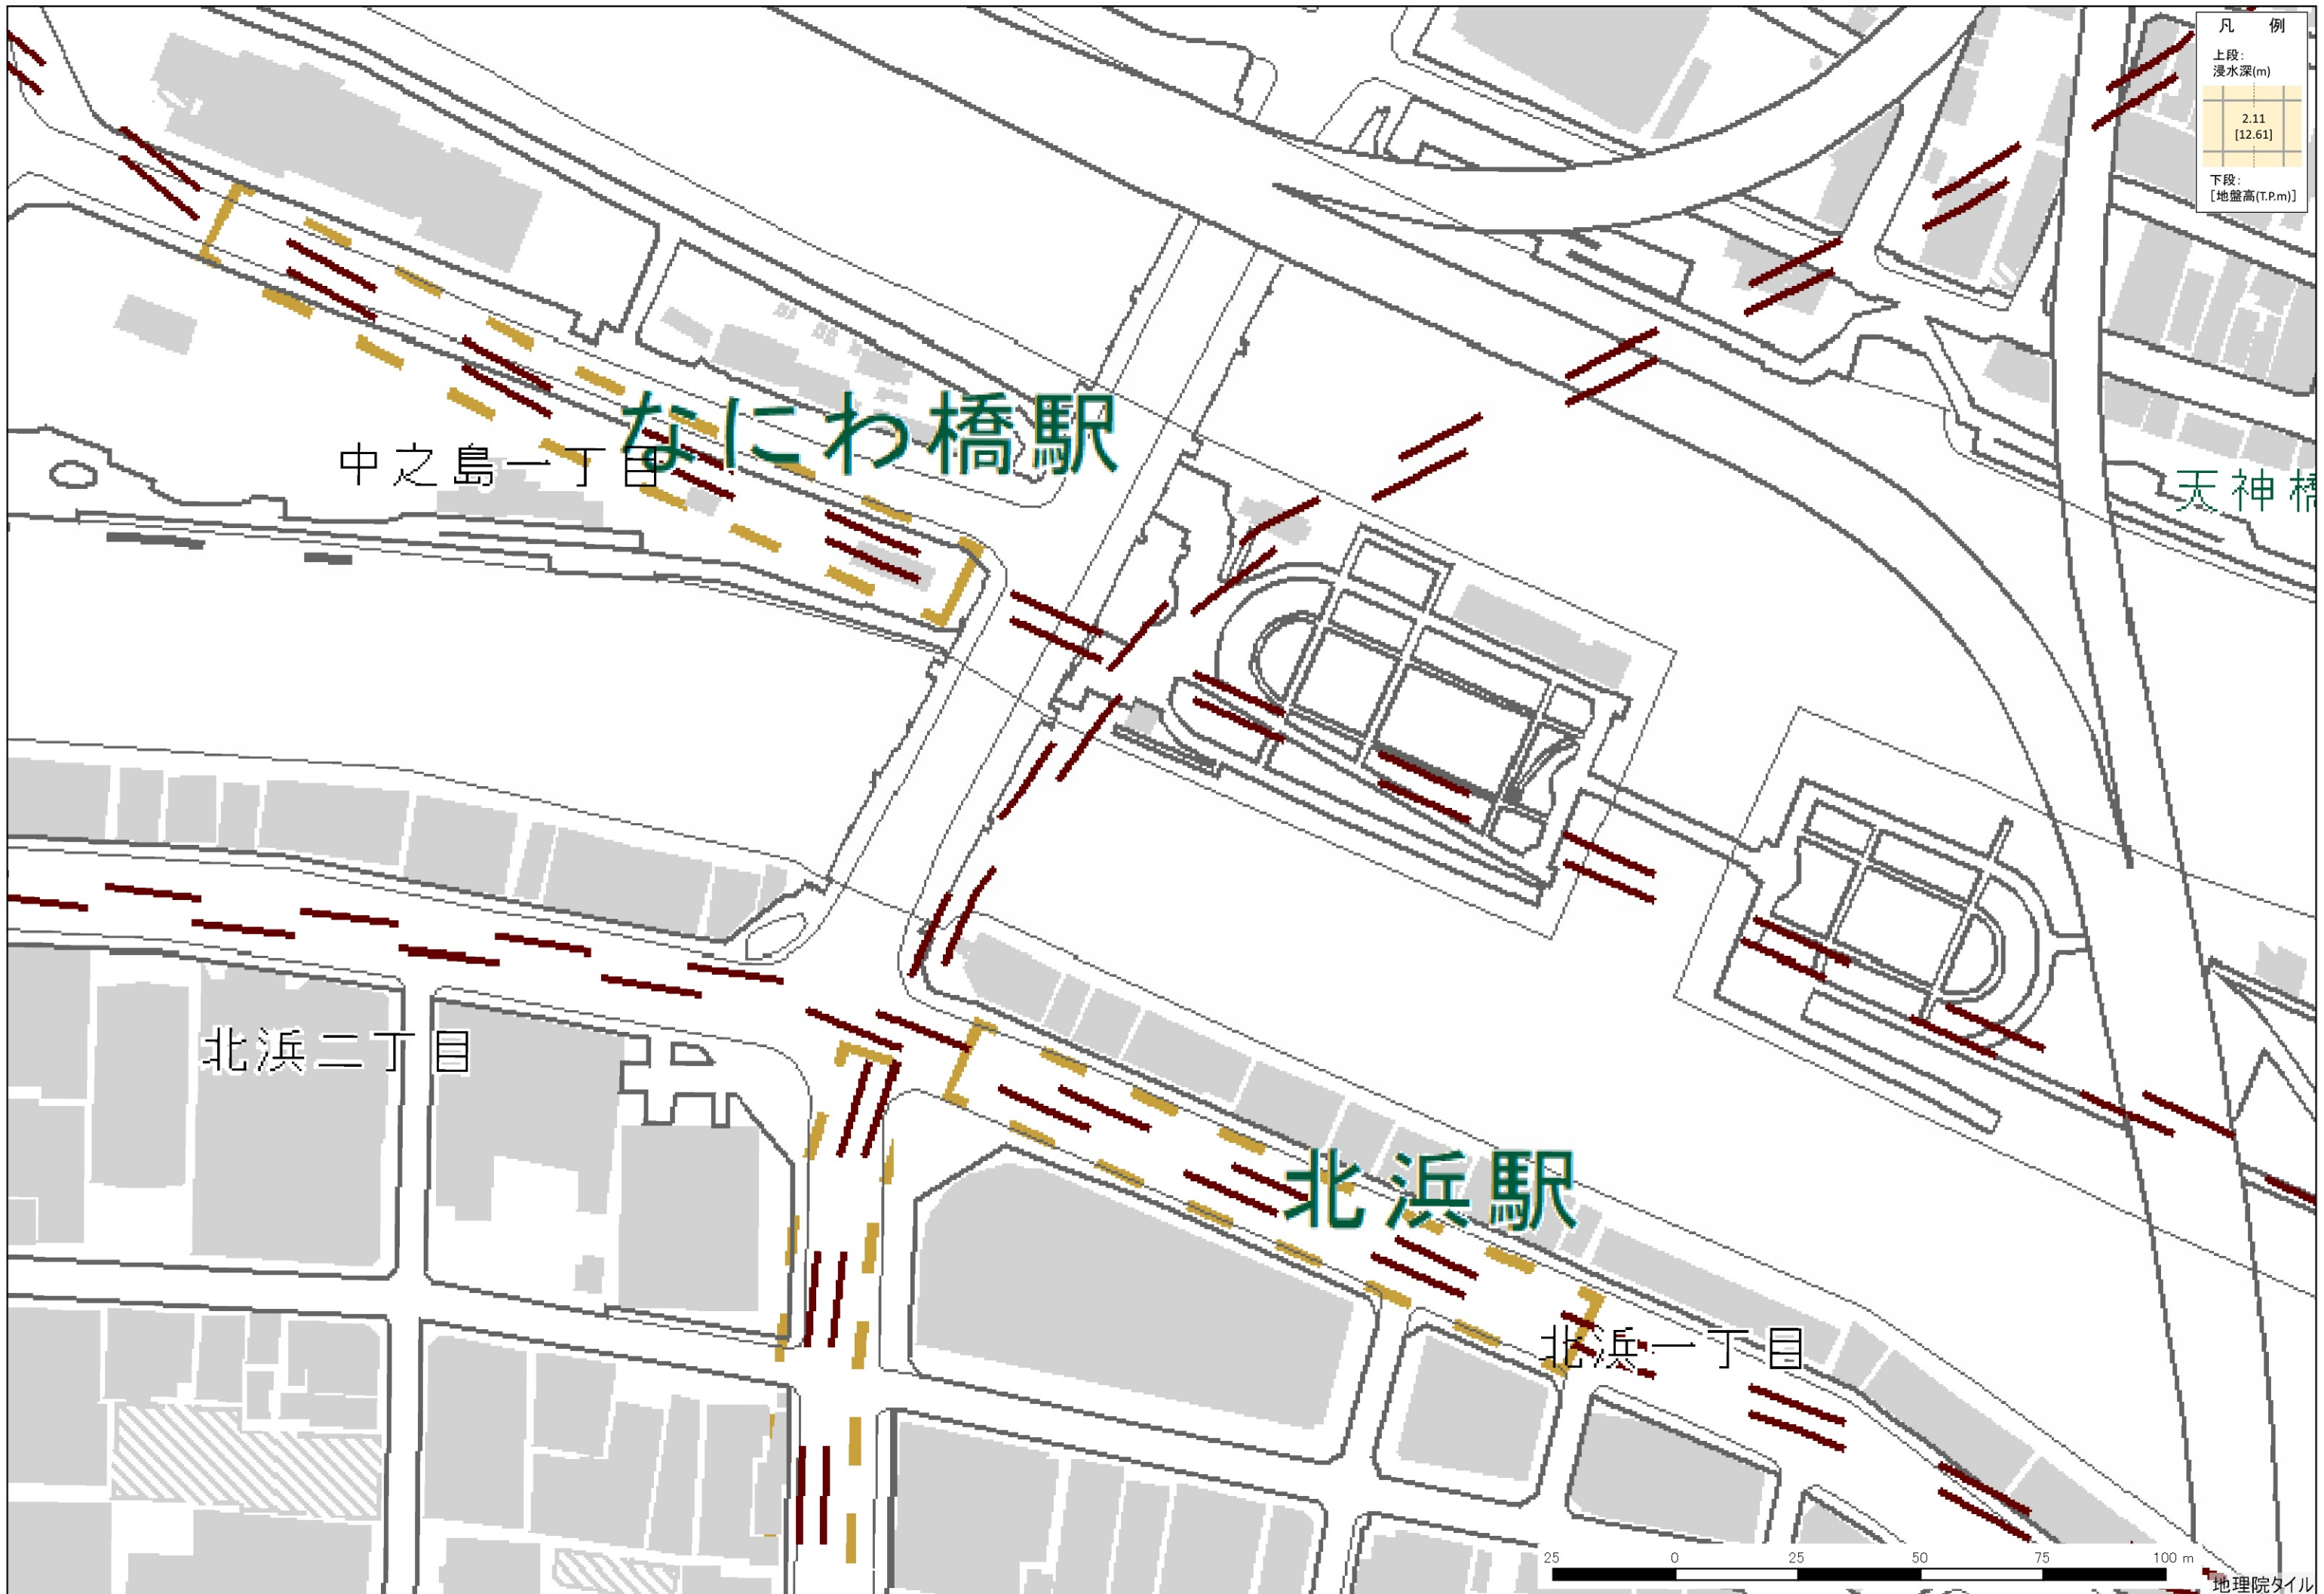 凡 例
上段:
浸水深(m)
2.11
[12.61]
下段:
[地盤高(T.P.m)]
なにわ橋駅
中之島一丁目
天神橋
北浜二丁目
北浜駅
北浜一丁目
25 0 25 50 75 100 m
地理院タイル